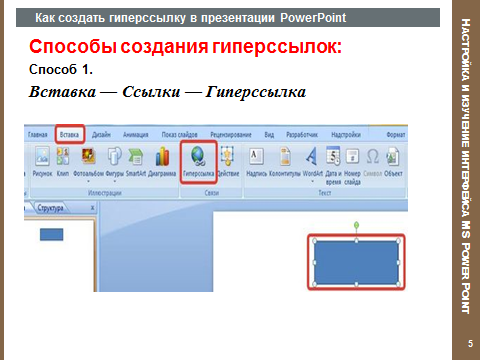 Как создать гиперссылку в презентации PowerPoint
Способы создания гиперссылок:
Способ 1.
Вставка — Ссылки — Гиперссылка
Главная Вставка Дизайн Анимация Показ слайдов Рецензирование Вид Разработчик Надстройки Формат
Рисунок Клип Фотоальбом Фигуры SmartArt Диаграмма Гиперссылка Действие Надпись Колонтитулы WordArt Дата и время Номер слайда Символ Объект
Иллюстрации Связи Текст
Структура x
Настройка и изучение интерфейса MS Power Point
5